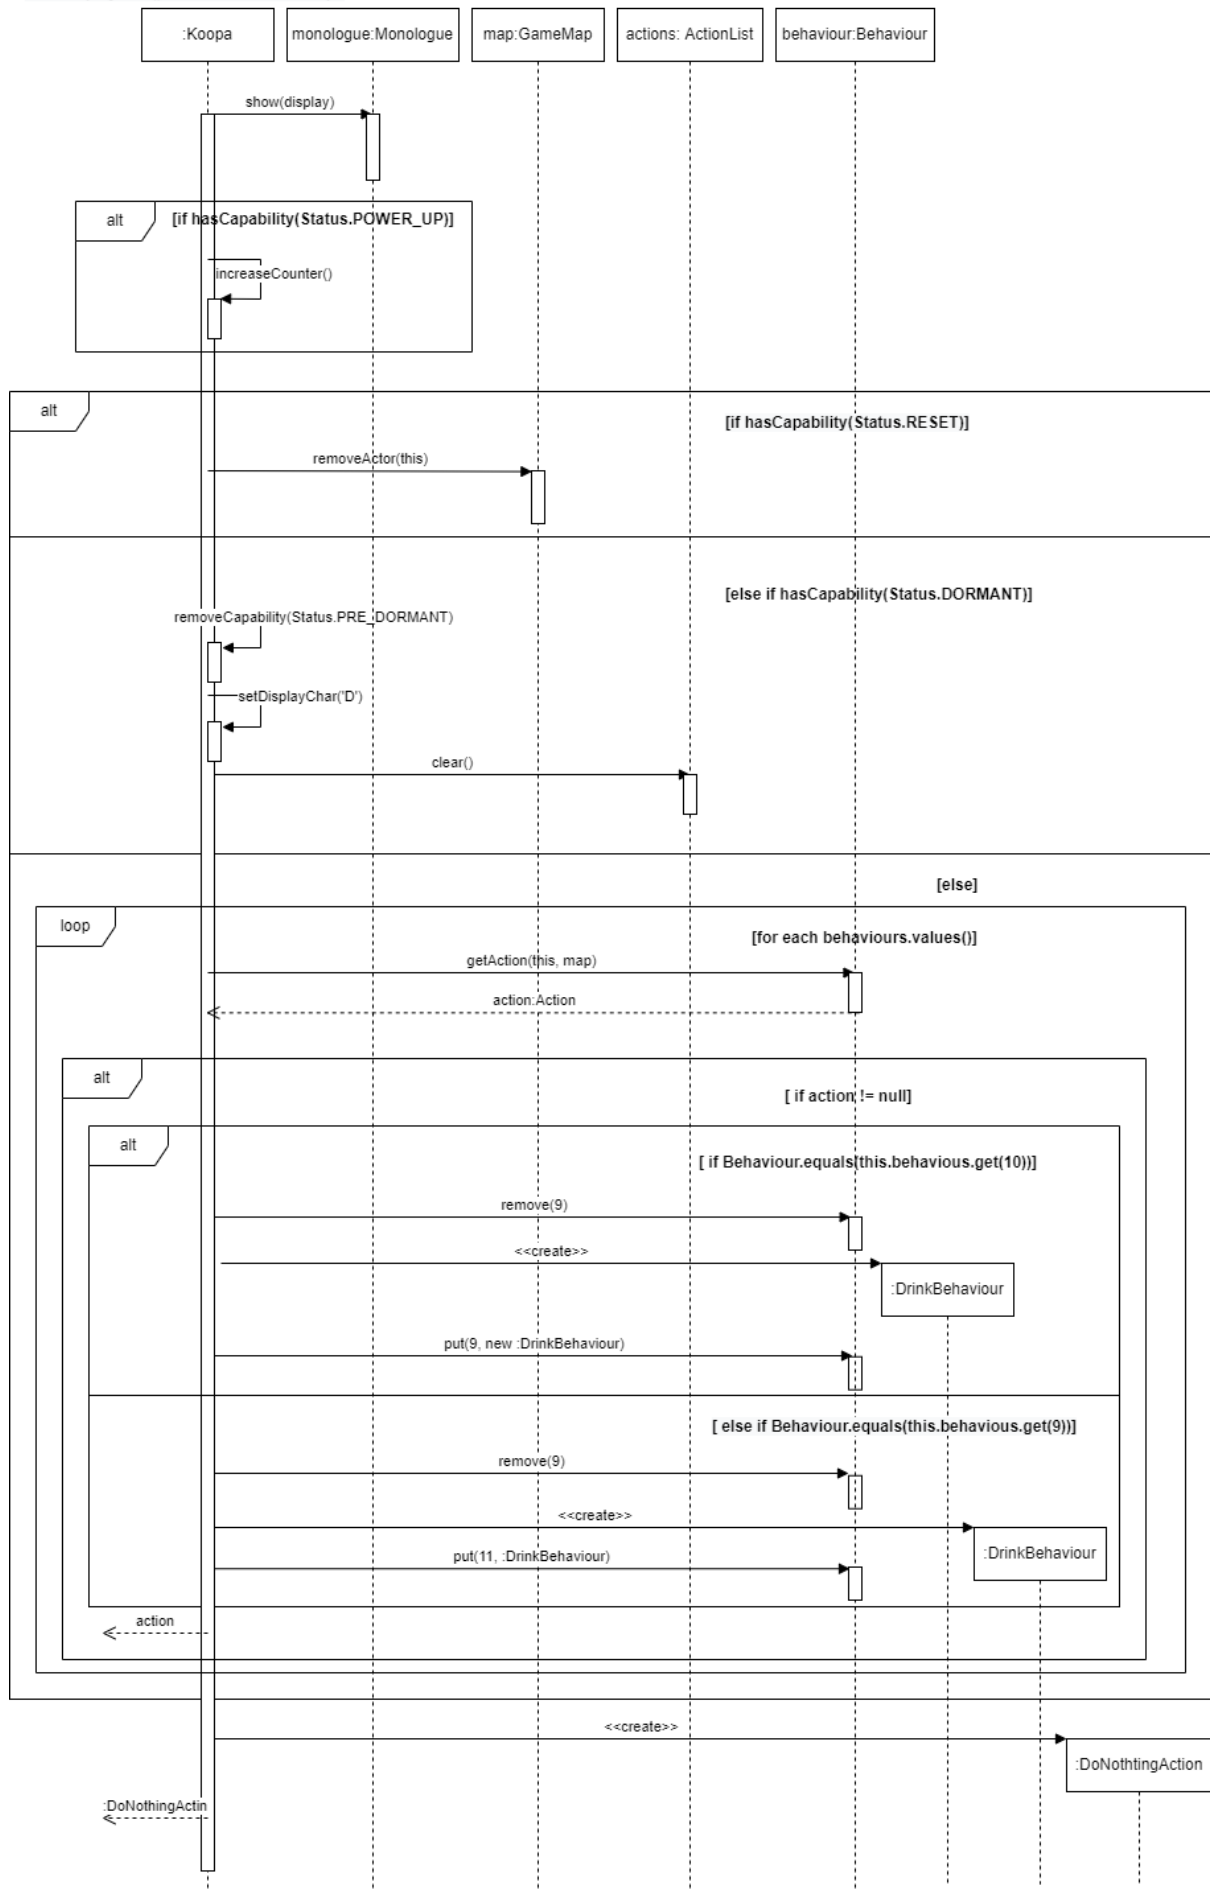 :Koopa
monologue:Monologue
map:GameMap
actions: ActionList
behaviour:Behaviour
show(display)
alt
[if hasCapability(Status.POWER_UP)]
increaseCounter()
alt
[if hasCapability(Status.RESET)]
removeActor(this)
[else if hasCapability(Status.DORMANT)]
removeCapability(Status.PRE_DORMANT)
setDisplayChar('D')
clear()
[else]
loop
[for each behaviours.values()]
getAction(this, map)
action:Action
alt
[ if action != null]
alt
[ if Behaviour.equals(this.behavious.get(10))]
remove(9)
<<create>>
:DrinkBehaviour
put(9, new :DrinkBehaviour)
[ else if Behaviour.equals(this.behavious.get(9))]
remove(9)
<<create>>
:DrinkBehaviour
put(11, :DrinkBehaviour)
action
<<create>>
:DoNothtingAction
:DoNothingActin